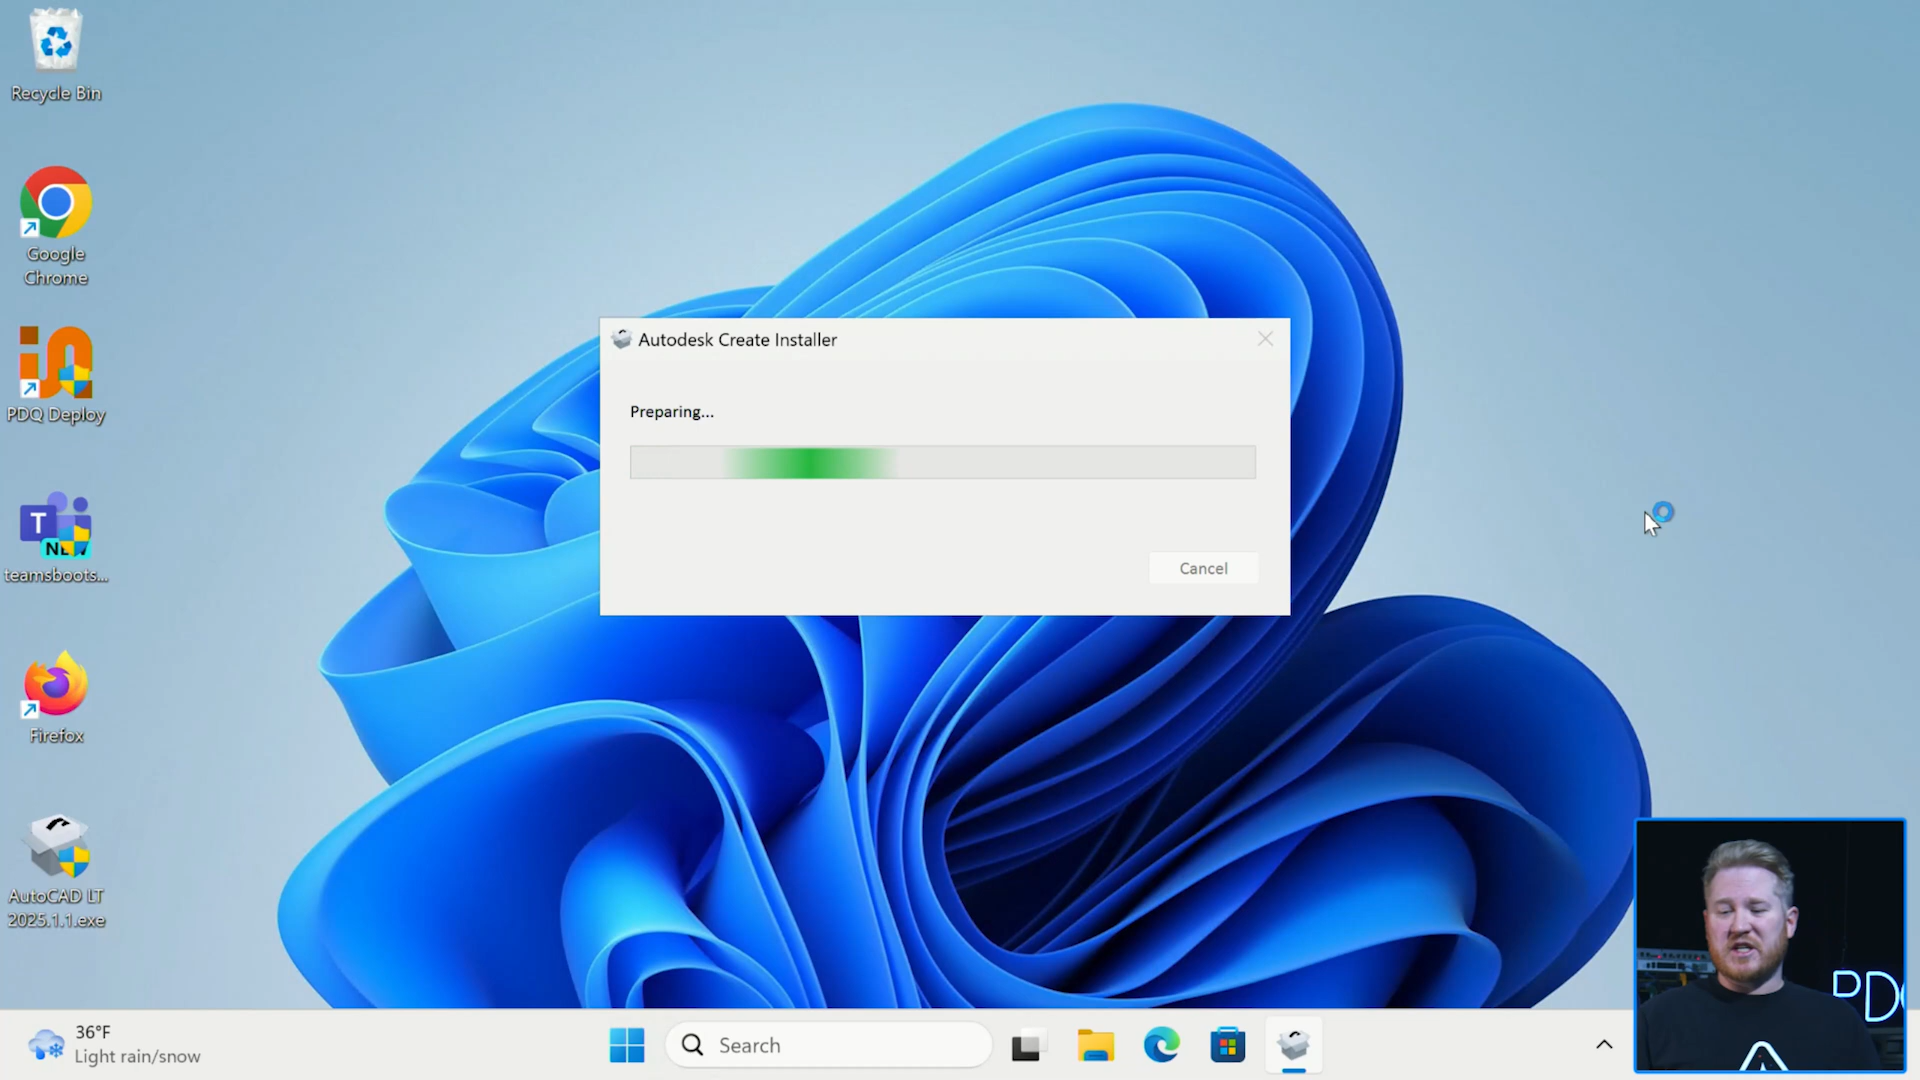 Recycle Bin
Google
Chrome
PDQ Deploy
T
teamsboots...
Firefox
AutoCAD LT
2025.1.1.exe
Autodesk Create Installer
Preparing...
Cancel
36°F
Light rain/snow
Search